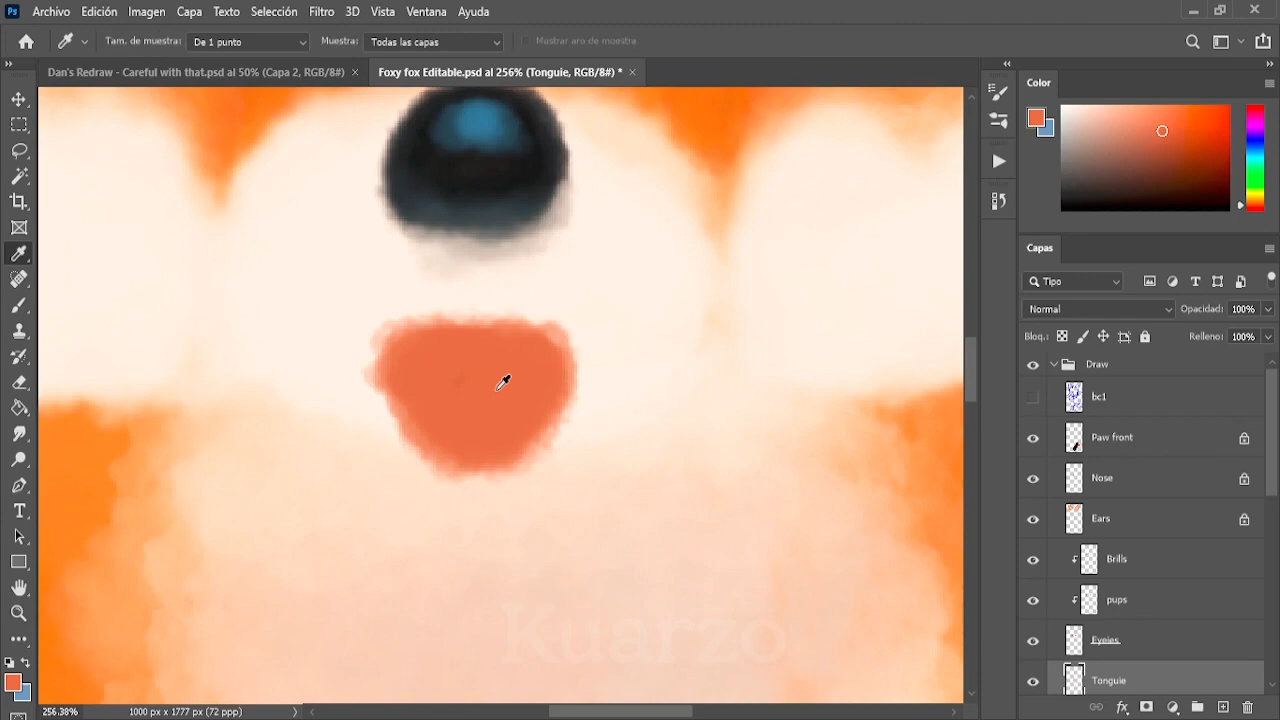 Archivo Edición Imagen Capa Texto Selección Filtro 3D Vista Ventana Ayuda
Tam. de muestra: De 1 punto Muestra: Todas las capas Mostrar aro de muestra
Dan's Redraw - Careful with that.psd al 50% (Capa 2, RGB/8#) Foxy fox Editable.psd al 256% (Tonguie, RGB/8#) *
Color
Capas
Tipo
Normal Opacidad: 100%
Bloq.: Relleno: 100%
Draw
bc1
Paw front
Nose
Ears
Brills
pups
Eyeies
Tonguie
Kuarzo
256.38% 1000 px x 1777 px (72 ppp)